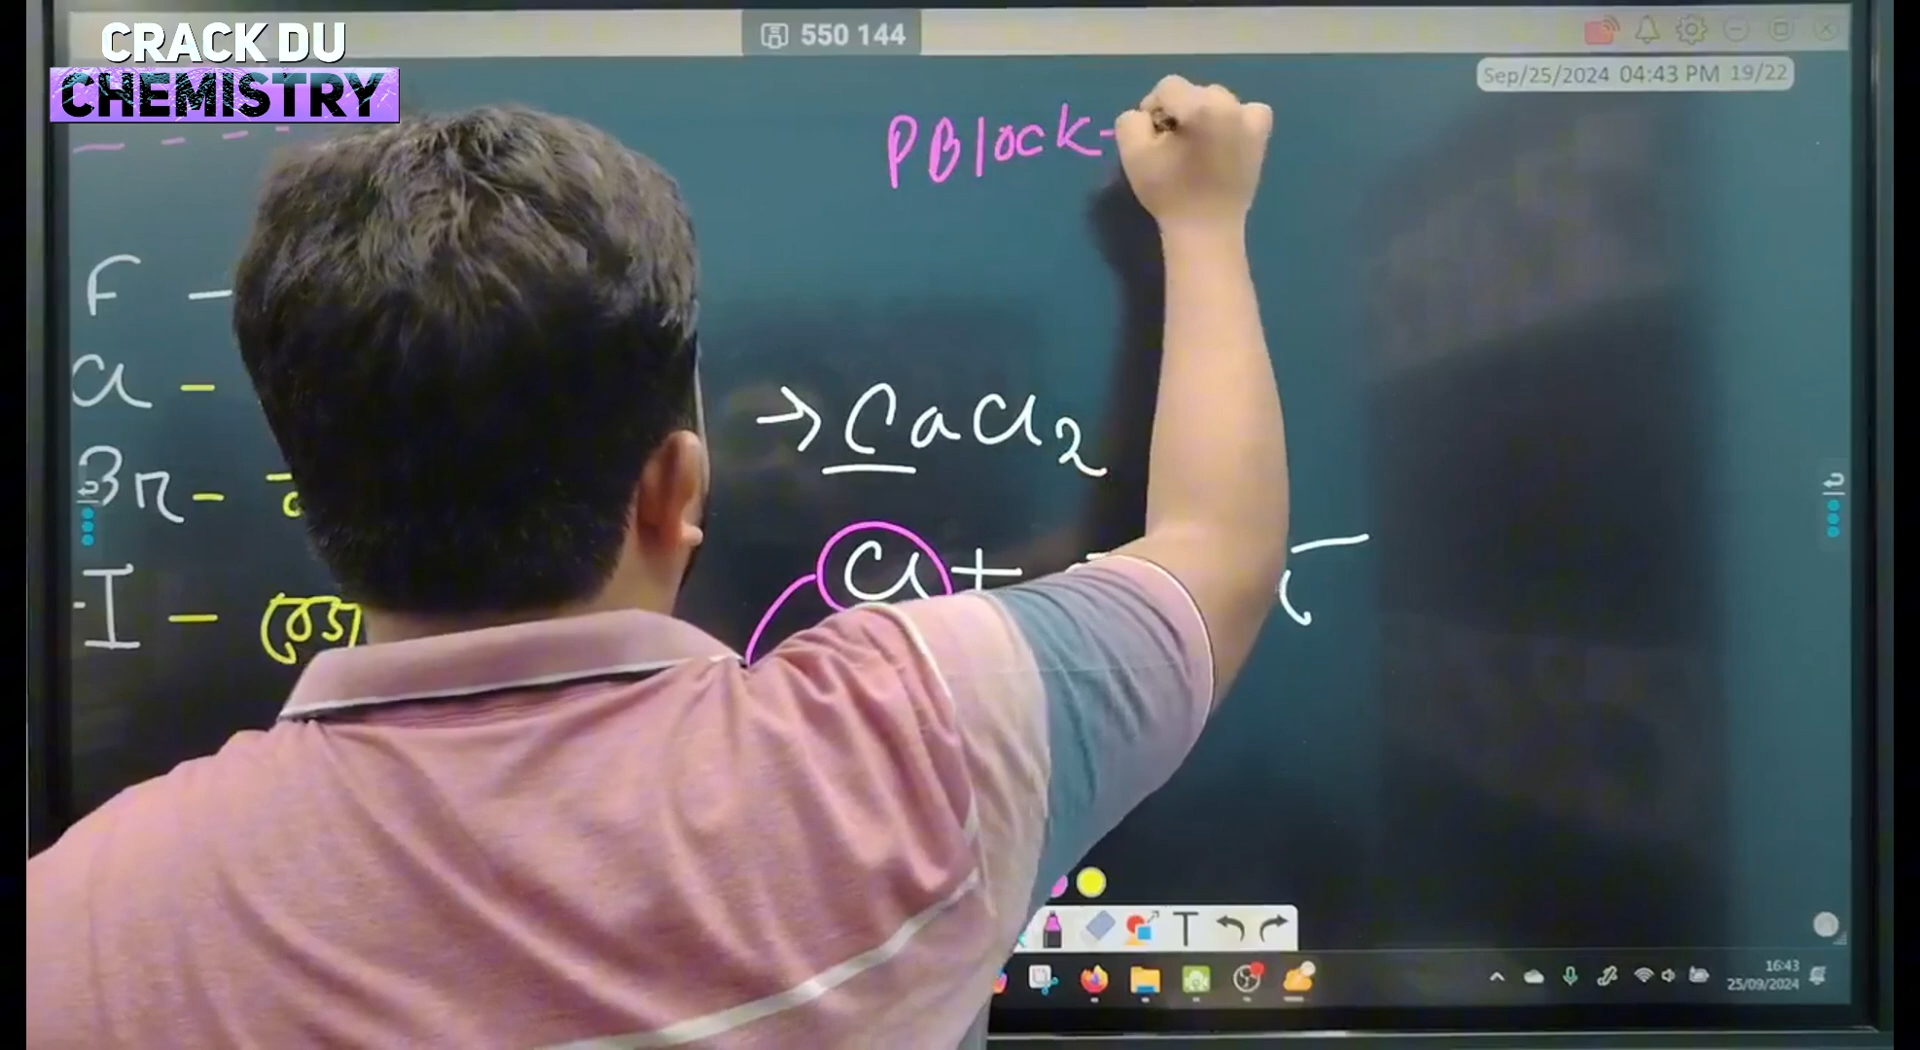 CRACK DU
CHEMISTRY
550 144
Sep/25/2024 04:43 PM 19/22
PBlock-
F -
Cl -
→ CaCl2
Br -
Cl +
I -
T
16:43
25/09/2024